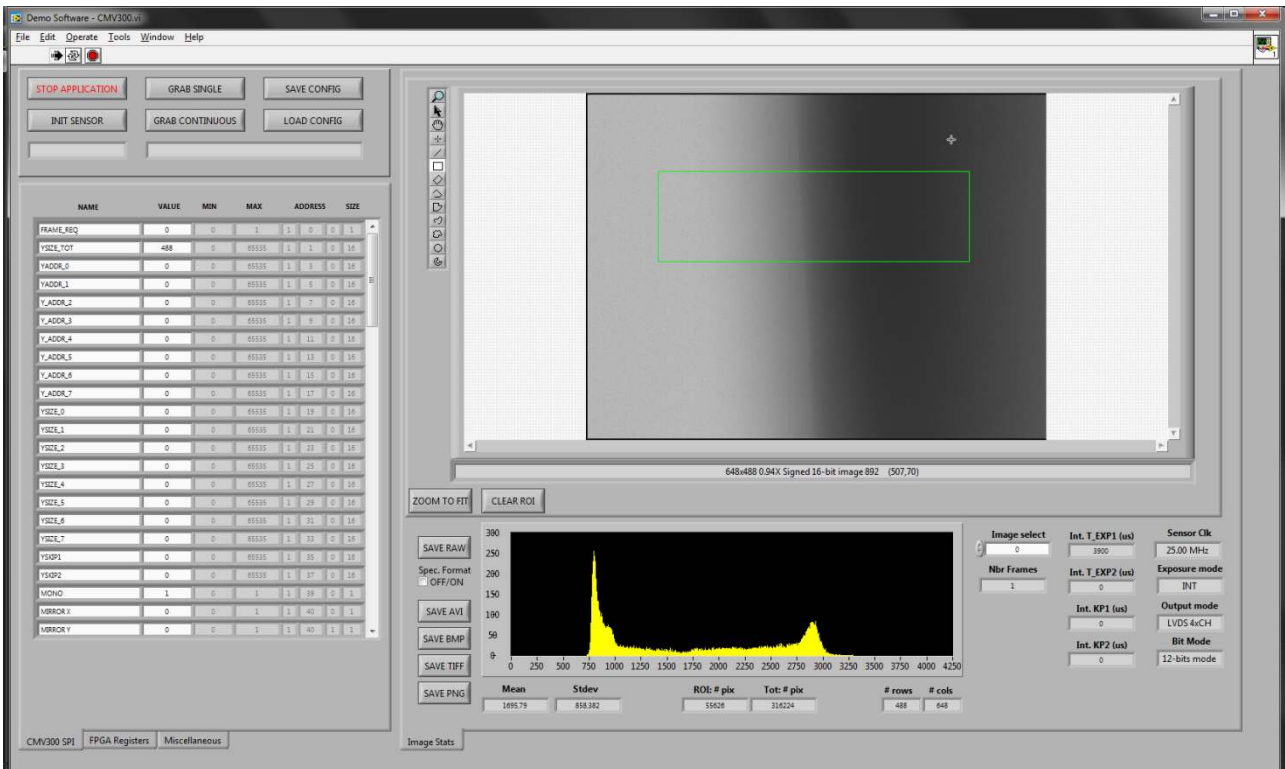 Demo Software - CMV300.vi
File Edit Operate Tools Window Help
STOP APPLICATION GRAB SINGLE SAVE CONFIG
INIT SENSOR GRAB CONTINUOUS LOAD CONFIG
NAME VALUE MIN MAX ADDRESS SIZE
FRAME_REQ 0 0 1 1 0 0 1
YSIZE_TOT 488 0 65535 1 1 0 16
YADDR_0 0 0 65535 1 3 0 16
YADDR_1 0 0 65535 1 5 0 16
Y_ADDR_2 0 0 65535 1 7 0 16
Y_ADDR_3 0 0 65535 1 9 0 16
Y_ADDR_4 0 0 65535 1 11 0 16
Y_ADDR_5 0 0 65535 1 13 0 16
Y_ADDR_6 0 0 65535 1 15 0 16
Y_ADDR_7 0 0 65535 1 17 0 16
YSIZE_0 0 0 65535 1 19 0 16
YSIZE_1 0 0 65535 1 21 0 16
YSIZE_2 0 0 65535 1 23 0 16
YSIZE_3 0 0 65535 1 25 0 16
YSIZE_4 0 0 65535 1 27 0 16
YSIZE_5 0 0 65535 1 29 0 16
YSIZE_6 0 0 65535 1 31 0 16
YSIZE_7 0 0 65535 1 33 0 16
YSKIP1 0 0 65535 1 35 0 16
YSKIP2 0 0 65535 1 37 0 16
MONO 1 0 1 1 39 0 1
MIRROR X 0 0 1 1 40 0 1
MIRROR Y 0 0 1 1 40 1 1
CMV300 SPI FPGA Registers Miscellaneous
648x488 0.94X Signed 16-bit image 892 (507,70)
ZOOM TO FIT CLEAR ROI
SAVE RAW
Spec. Format
OFF/ON
SAVE AVI
SAVE BMP
SAVE TIFF
SAVE PNG
300
250
200
150
100
50
0
0 250 500 750 1000 1250 1500 1750 2000 2250 2500 2750 3000 3250 3500 3750 4000 4250
Mean Stdev ROI: # pix Tot: # pix # rows # cols
1695.79 858.382 55626 316224 488 648
Image select Int. T_EXP1 (us) Sensor Clk
0 3900 25.00 MHz
Nbr Frames Int. T_EXP2 (us) Exposure mode
1 0 INT
Int. KP1 (us) Output mode
0 LVDS 4xCH
Int. KP2 (us) Bit Mode
0 12-bits mode
Image Stats